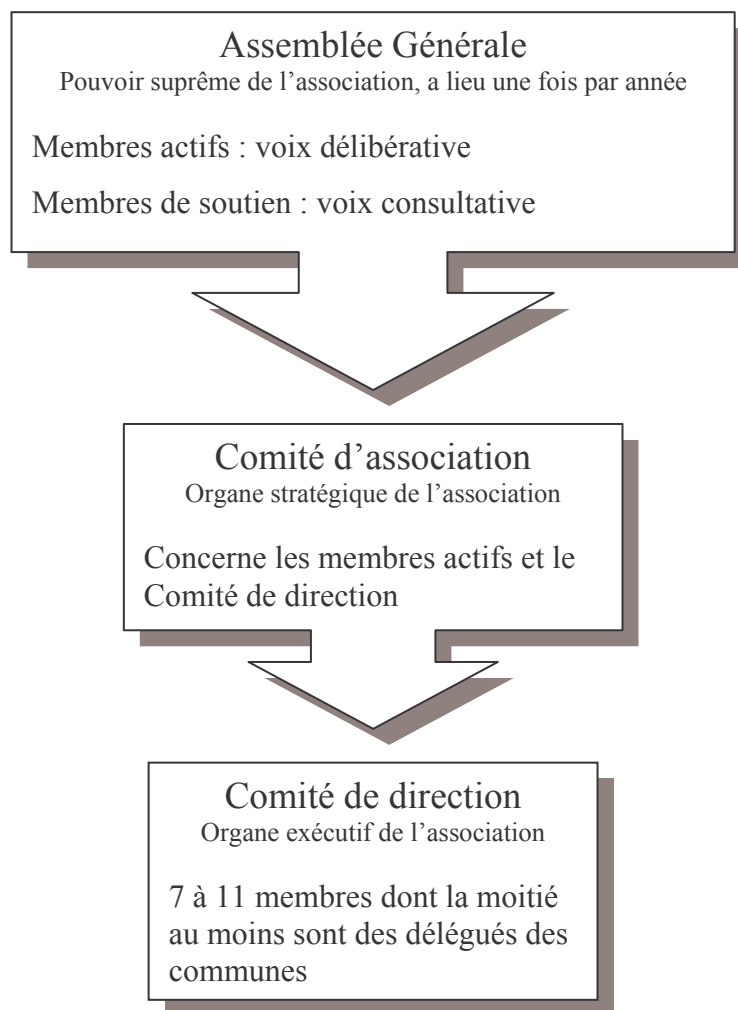 Assemblée Générale
Pouvoir suprême de l’association, a lieu une fois par année
Membres actifs : voix délibérative
Membres de soutien : voix consultative
Comité d’association
Organe stratégique de l’association
Concerne les membres actifs et le
Comité de direction
Comité de direction
Organe exécutif de l’association
7 à 11 membres dont la moitié
au moins sont des délégués des
communes